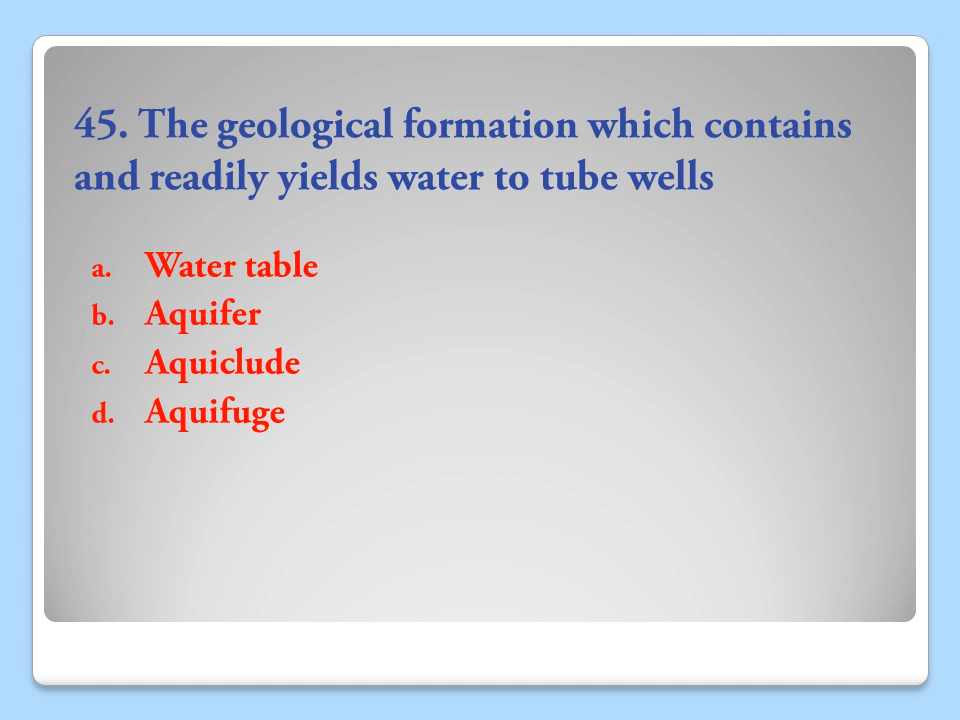 45. The geological formation which contains
and readily yields water to tube wells
a. Water table
b. Aquifer
c. Aquiclude
d. Aquifuge